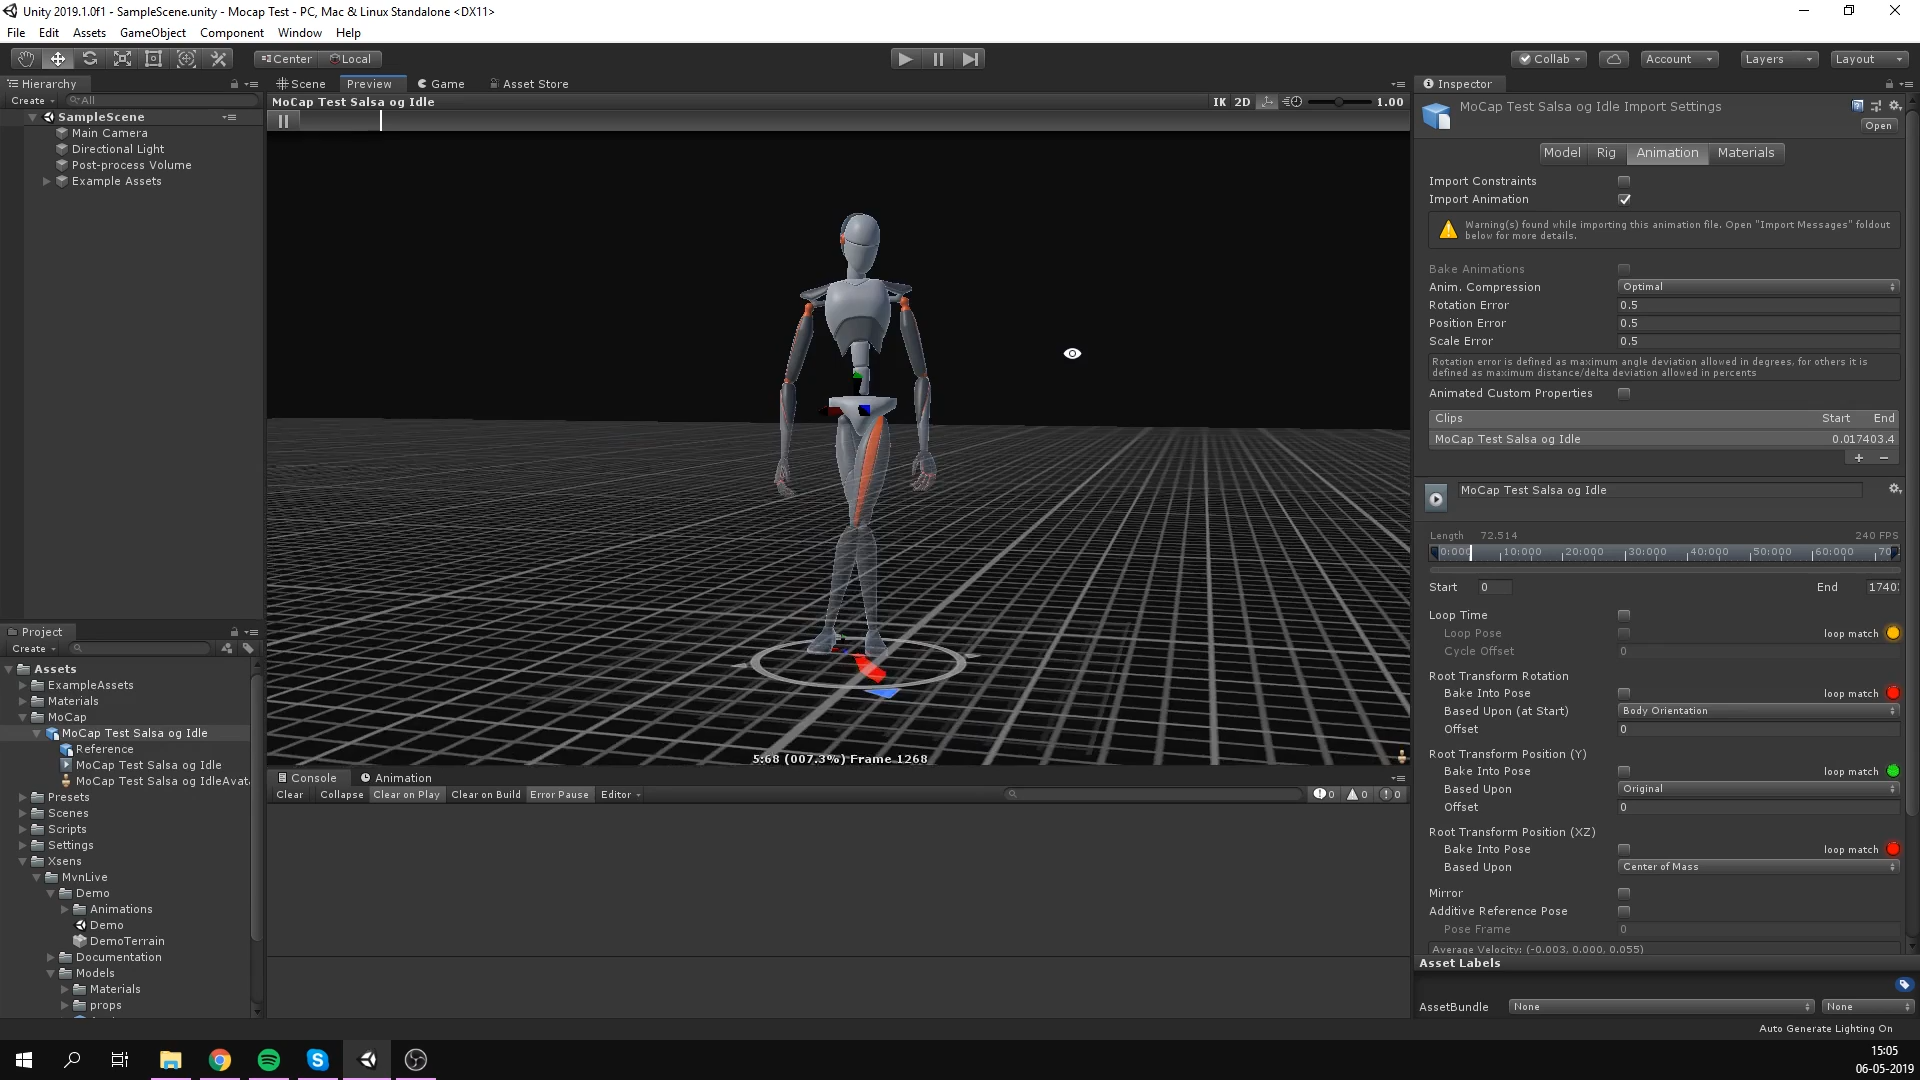 Unity 2019.1.0f1 - SampleScene.unity - Mocap Test - PC, Mac & Linux Standalone <DX11>
File Edit Assets GameObject Component Window Help
Center Local
Collab Account Layers Layout
Hierarchy
Create All
SampleScene
Main Camera
Directional Light
Post-process Volume
Example Assets
Scene Preview Game Asset Store
MoCap Test Salsa og Idle IK 2D 1.00
5:68 (007.3%) Frame 1268
Project
Create
Assets
ExampleAssets
Materials
MoCap
MoCap Test Salsa og Idle
Reference
MoCap Test Salsa og Idle
MoCap Test Salsa og IdleAvat
Presets
Scenes
Scripts
Settings
Xsens
MvnLive
Demo
Animations
Demo
DemoTerrain
Documentation
Models
Materials
props
Console Animation
Clear Collapse Clear on Play Clear on Build Error Pause Editor 0 0 0
Inspector
MoCap Test Salsa og Idle Import Settings
Open
Model Rig Animation Materials
Import Constraints
Import Animation
Warning(s) found while importing this animation file. Open "Import Messages" foldout
below for more details.
Bake Animations
Anim. Compression Optimal
Rotation Error 0.5
Position Error 0.5
Scale Error 0.5
Rotation error is defined as maximum angle deviation allowed in degrees, for others it is
defined as maximum distance/delta deviation allowed in percents
Animated Custom Properties
Clips Start End
MoCap Test Salsa og Idle 0.017403.4
+ −
MoCap Test Salsa og Idle
Length 72.514 240 FPS
0:000 10:000 20:000 30:000 40:000 50:000 60:000 70
Start 0 End 1740
Loop Time
Loop Pose loop match
Cycle Offset 0
Root Transform Rotation
Bake Into Pose loop match
Based Upon (at Start) Body Orientation
Offset 0
Root Transform Position (Y)
Bake Into Pose loop match
Based Upon Original
Offset 0
Root Transform Position (XZ)
Bake Into Pose loop match
Based Upon Center of Mass
Mirror
Additive Reference Pose
Pose Frame 0
Average Velocity: (-0.003, 0.000, 0.055)
Asset Labels
AssetBundle None None
Auto Generate Lighting On
15:05
06-05-2019